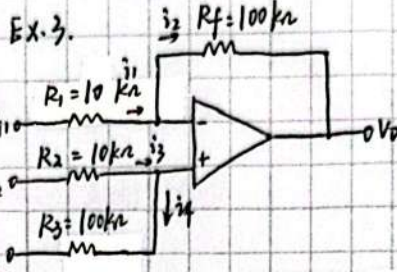 Ex.3.
i2 Rf=100kΩ
R1=10 kΩ i1
R2=10kΩ i3
Vo
i4
R3=100kΩ